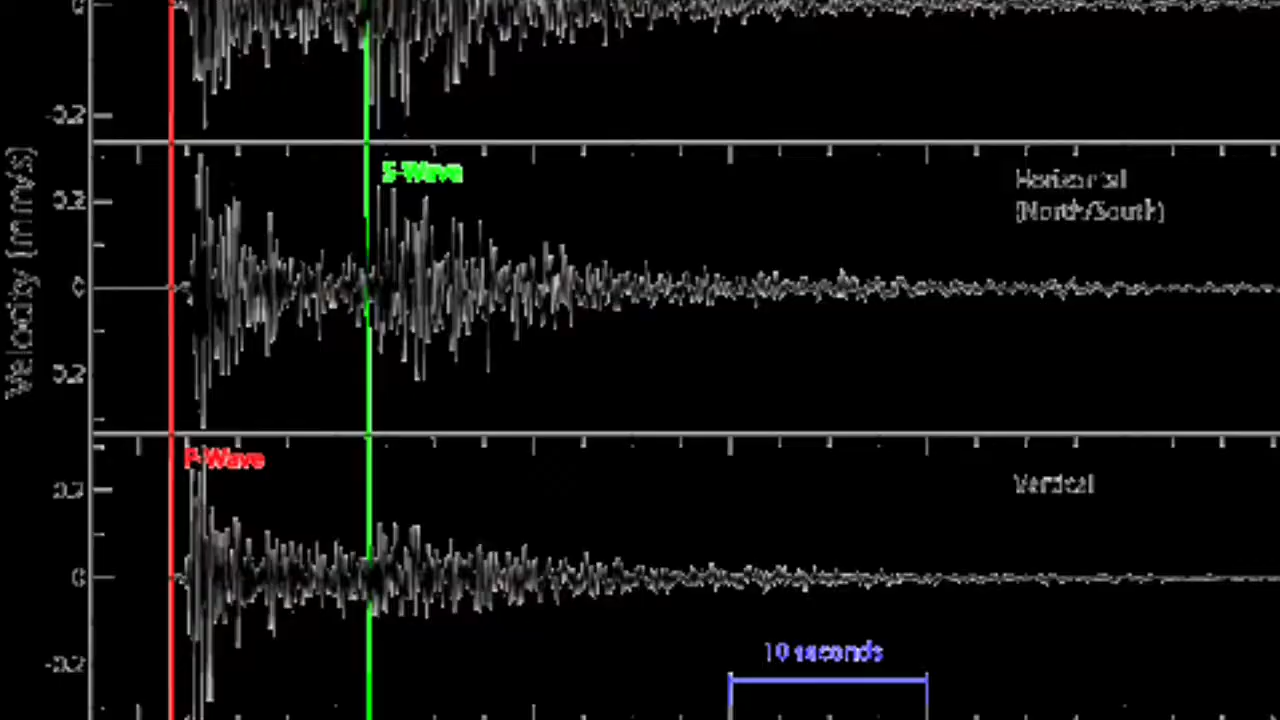 0
-0.2
Velocity (mm/s)
S-Wave
Horizontal
(North/South)
0.2
0
0.2
P-Wave
0.2
Vertical
0
-0.2
10 seconds